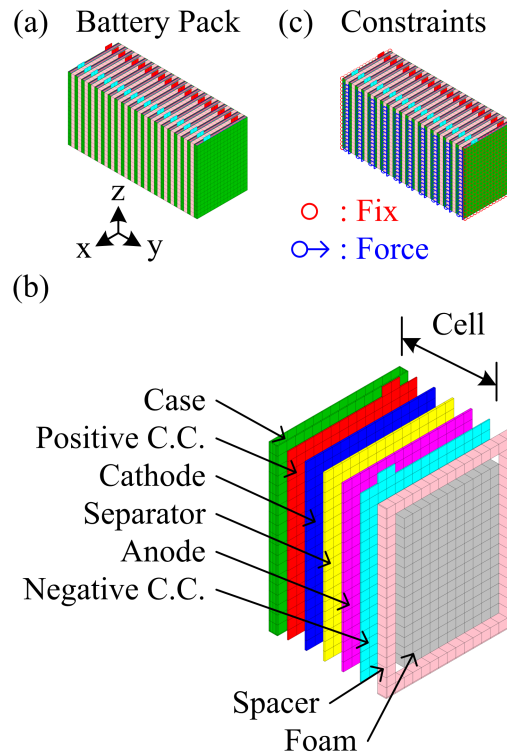 (a) Battery Pack
(c) Constraints
z
x
y
: Fix
: Force
(b)
Cell
Case
Positive C.C.
Cathode
Separator
Anode
Negative C.C.
Spacer
Foam